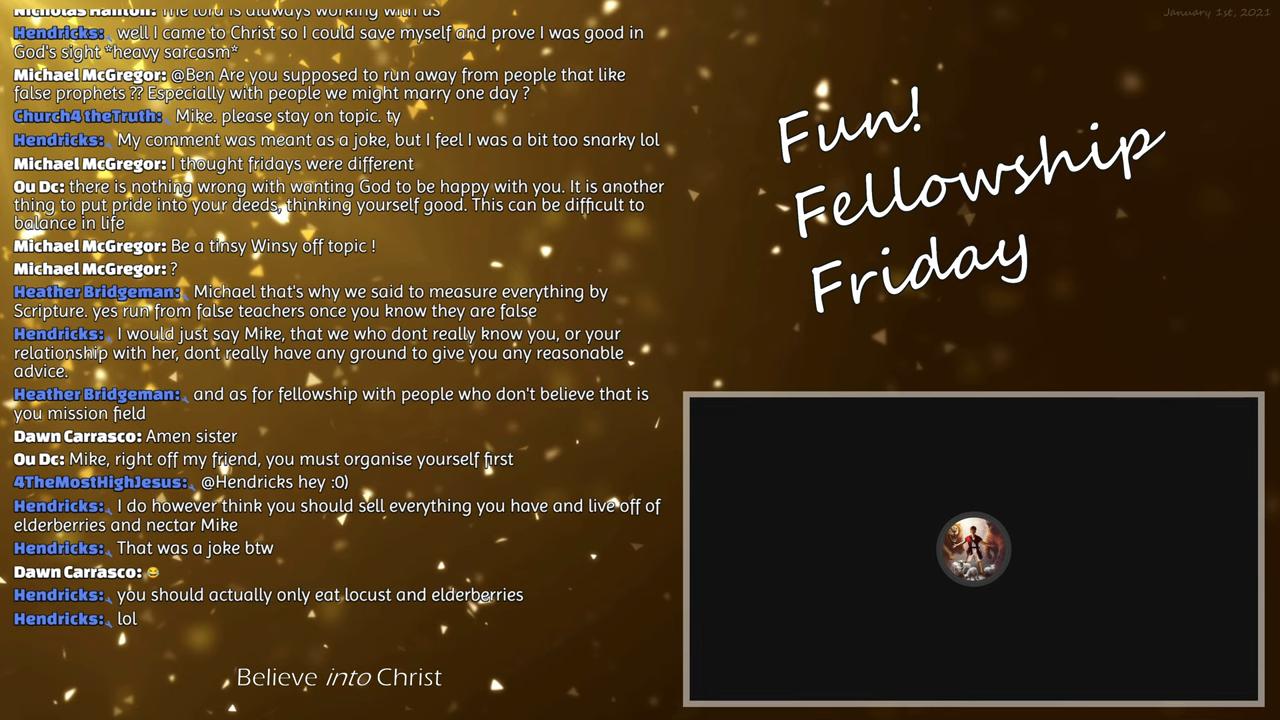 Nicholas Hanton: The lord is aldways working with us
Hendricks: well I came to Christ so I could save myself and prove I was good in
God's sight *heavy sarcasm*
Michael McGregor: @Ben Are you supposed to run away from people that like
false prophets ?? Especially with people we might marry one day ?
Church4theTruth: Mike. please stay on topic. ty
Hendricks: My comment was meant as a joke, but I feel I was a bit too snarky lol
Michael McGregor: I thought fridays were different
Ou Dc: there is nothing wrong with wanting God to be happy with you. It is another
thing to put pride into your deeds, thinking yourself good. This can be difficult to
balance in life
Michael McGregor: Be a tinsy Winsy off topic !
Michael McGregor: ?
Heather Bridgeman: Michael that's why we said to measure everything by
Scripture. yes run from false teachers once you know they are false
Hendricks: I would just say Mike, that we who dont really know you, or your
relationship with her, dont really have any ground to give you any reasonable
advice.
Heather Bridgeman: and as for fellowship with people who don't believe that is
you mission field
Dawn Carrasco: Amen sister
Ou Dc: Mike, right off my friend, you must organise yourself first
4TheMostHighJesus: @Hendricks hey :0)
Hendricks: I do however think you should sell everything you have and live off of
elderberries and nectar Mike
Hendricks: That was a joke btw
Dawn Carrasco: 😂
Hendricks: you should actually only eat locust and elderberries
Hendricks: lol
Believe into Christ
January 1st, 2021
Fun!
Fellowship
Friday